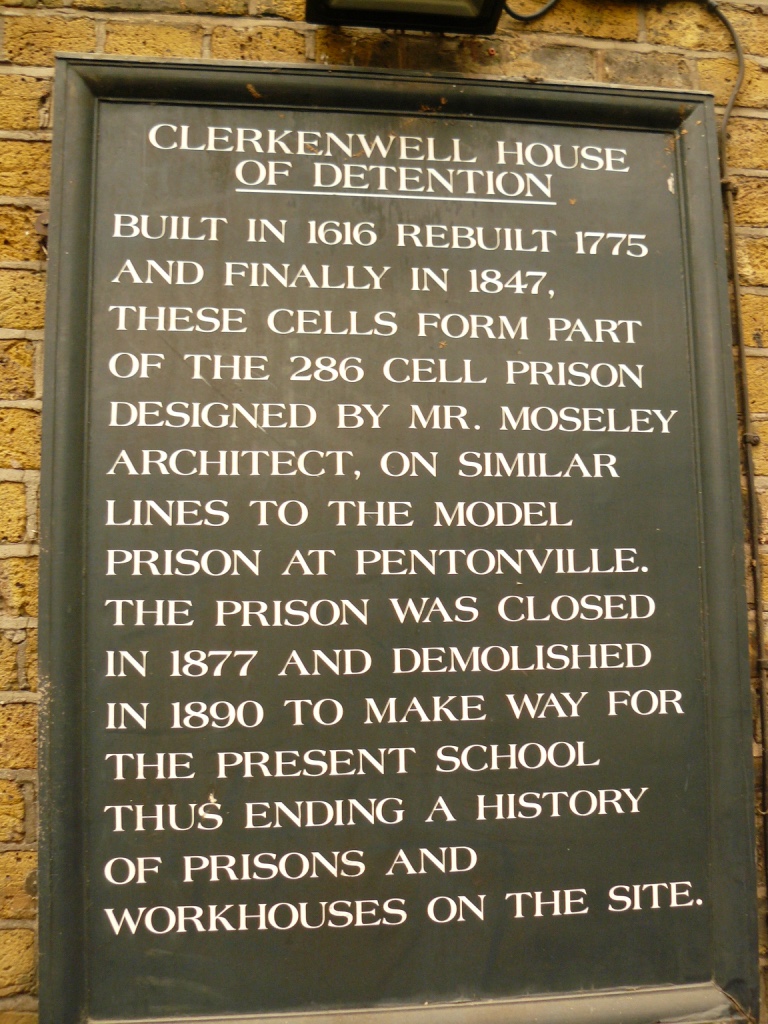 CLERKENWELL HOUSE
OF DETENTION
BUILT IN 1616 REBUILT 1775
AND FINALLY IN 1847,
THESE CELLS FORM PART
OF THE 286 CELL PRISON
DESIGNED BY MR. MOSELEY
ARCHITECT, ON SIMILAR
LINES TO THE MODEL
PRISON AT PENTONVILLE.
THE PRISON WAS CLOSED
IN 1877 AND DEMOLISHED
IN 1890 TO MAKE WAY FOR
THE PRESENT SCHOOL
THUS ENDING A HISTORY
OF PRISONS AND
WORKHOUSES ON THE SITE.